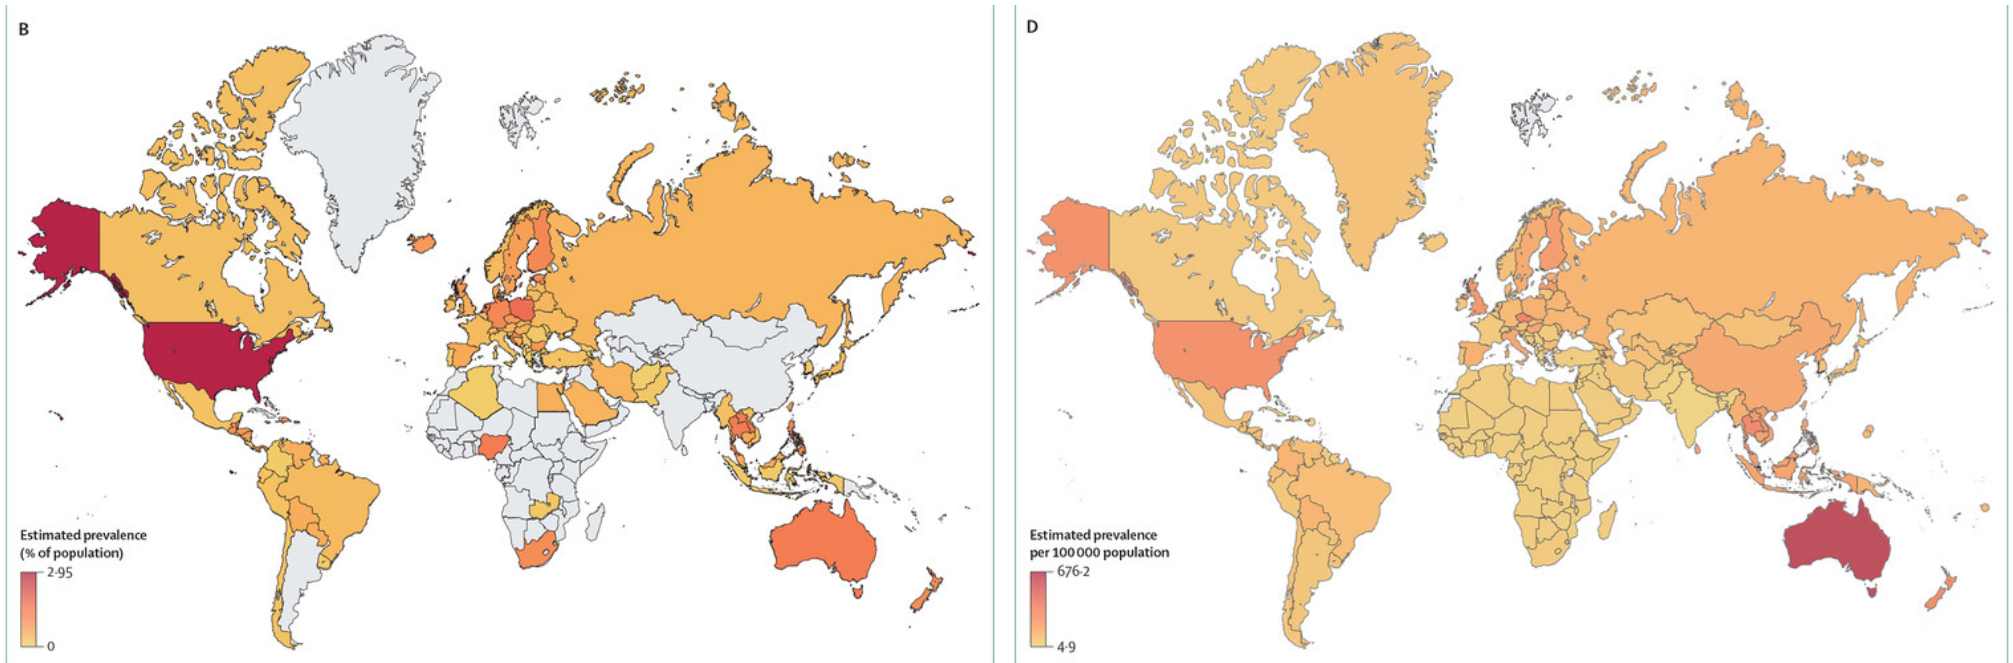 B
Estimated prevalence
(% of population)
2·95
0
D
Estimated prevalence
per 100 000 population
676·2
4·9